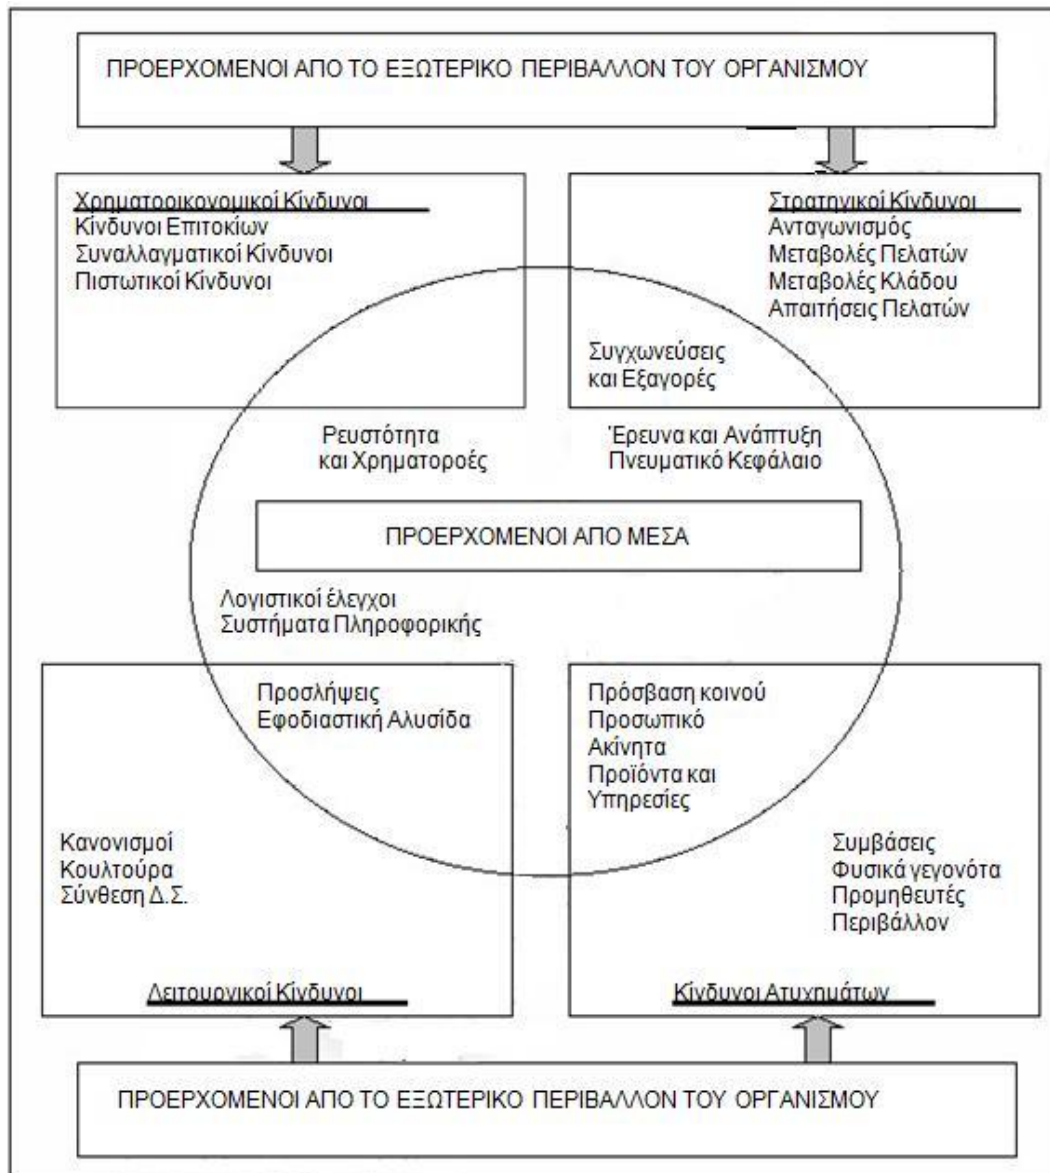 ΠΡΟΕΡΧΟΜΕΝΟΙ ΑΠΟ ΤΟ ΕΞΩΤΕΡΙΚΟ ΠΕΡΙΒΑΛΛΟΝ ΤΟΥ ΟΡΓΑΝΙΣΜΟΥ
Χρηματοοικονομικοί Κίνδυνοι
Κίνδυνοι Επιτοκίων
Συναλλαγματικοί Κίνδυνοι
Πιστωτικοί Κίνδυνοι
Στρατηγικοί Κίνδυνοι
Ανταγωνισμός
Μεταβολές Πελατών
Μεταβολές Κλάδου
Απαιτήσεις Πελατών
Συγχωνεύσεις
και Εξαγορές
Ρευστότητα
και Χρηματοροές
Έρευνα και Ανάπτυξη
Πνευματικό Κεφάλαιο
ΠΡΟΕΡΧΟΜΕΝΟΙ ΑΠΟ ΜΕΣΑ
Λογιστικοί έλεγχοι
Συστήματα Πληροφορικής
Προσλήψεις
Εφοδιαστική Αλυσίδα
Κανονισμοί
Κουλτούρα
Σύνθεση Δ.Σ.
Λειτουργικοί Κίνδυνοι
Πρόσβαση κοινού
Προσωπικό
Ακίνητα
Προϊόντα και
Υπηρεσίες
Συμβάσεις
Φυσικά γεγονότα
Προμηθευτές
Περιβάλλον
Κίνδυνοι Ατυχημάτων
ΠΡΟΕΡΧΟΜΕΝΟΙ ΑΠΟ ΤΟ ΕΞΩΤΕΡΙΚΟ ΠΕΡΙΒΑΛΛΟΝ ΤΟΥ ΟΡΓΑΝΙΣΜΟΥ